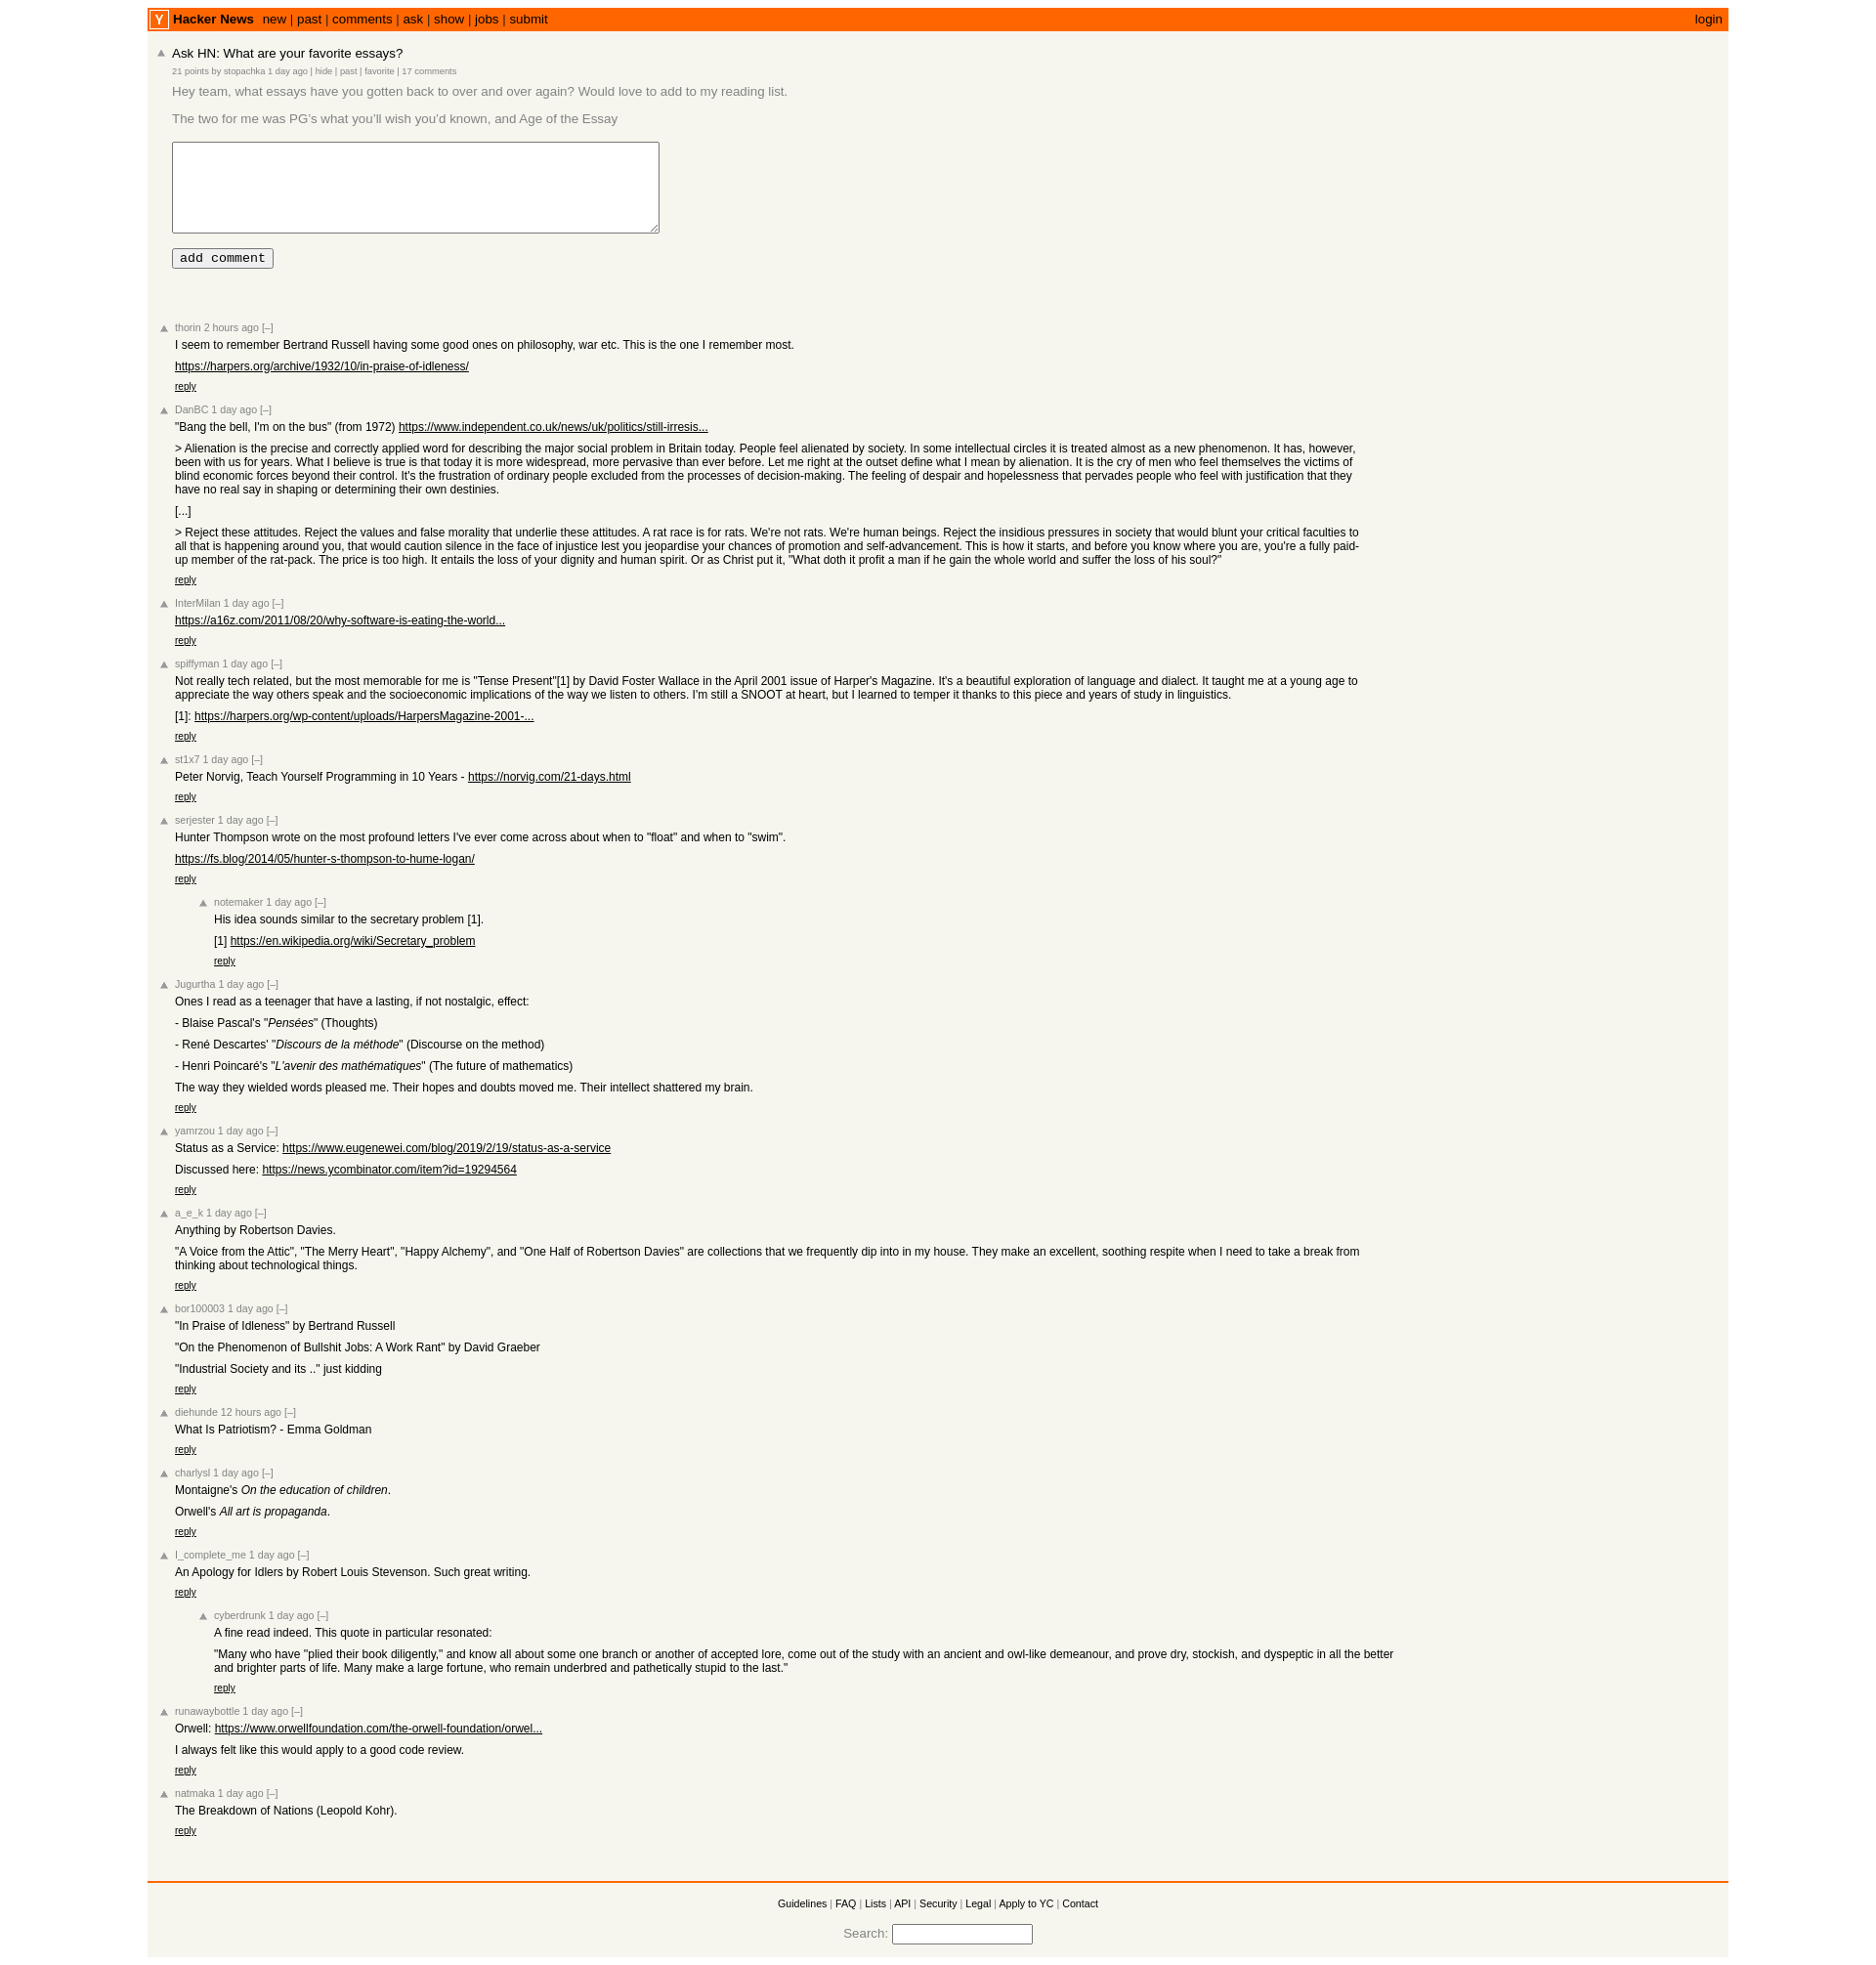 Y Hacker News new | past | comments | ask | show | jobs | submit login
Ask HN: What are your favorite essays?
21 points by stopachka 1 day ago | hide | past | favorite | 17 comments
Hey team, what essays have you gotten back to over and over again? Would love to add to my reading list.
The two for me was PG's what you'll wish you'd known, and Age of the Essay
add comment
thorin 2 hours ago [–]
I seem to remember Bertrand Russell having some good ones on philosophy, war etc. This is the one I remember most.
https://harpers.org/archive/1932/10/in-praise-of-idleness/
reply
DanBC 1 day ago [–]
"Bang the bell, I'm on the bus" (from 1972) https://www.independent.co.uk/news/uk/politics/still-irresis...
> Alienation is the precise and correctly applied word for describing the major social problem in Britain today. People feel alienated by society. In some intellectual circles it is treated almost as a new phenomenon. It has, however,
been with us for years. What I believe is true is that today it is more widespread, more pervasive than ever before. Let me right at the outset define what I mean by alienation. It is the cry of men who feel themselves the victims of
blind economic forces beyond their control. It's the frustration of ordinary people excluded from the processes of decision-making. The feeling of despair and hopelessness that pervades people who feel with justification that they
have no real say in shaping or determining their own destinies.
[...]
> Reject these attitudes. Reject the values and false morality that underlie these attitudes. A rat race is for rats. We're not rats. We're human beings. Reject the insidious pressures in society that would blunt your critical faculties to
all that is happening around you, that would caution silence in the face of injustice lest you jeopardise your chances of promotion and self-advancement. This is how it starts, and before you know where you are, you're a fully paid-
up member of the rat-pack. The price is too high. It entails the loss of your dignity and human spirit. Or as Christ put it, "What doth it profit a man if he gain the whole world and suffer the loss of his soul?"
reply
InterMilan 1 day ago [–]
https://a16z.com/2011/08/20/why-software-is-eating-the-world...
reply
spiffyman 1 day ago [–]
Not really tech related, but the most memorable for me is "Tense Present"[1] by David Foster Wallace in the April 2001 issue of Harper's Magazine. It's a beautiful exploration of language and dialect. It taught me at a young age to
appreciate the way others speak and the socioeconomic implications of the way we listen to others. I'm still a SNOOT at heart, but I learned to temper it thanks to this piece and years of study in linguistics.
[1]: https://harpers.org/wp-content/uploads/HarpersMagazine-2001-...
reply
st1x7 1 day ago [–]
Peter Norvig, Teach Yourself Programming in 10 Years - https://norvig.com/21-days.html
reply
serjester 1 day ago [–]
Hunter Thompson wrote on the most profound letters I've ever come across about when to "float" and when to "swim".
https://fs.blog/2014/05/hunter-s-thompson-to-hume-logan/
reply
notemaker 1 day ago [–]
His idea sounds similar to the secretary problem [1].
[1] https://en.wikipedia.org/wiki/Secretary_problem
reply
Jugurtha 1 day ago [–]
Ones I read as a teenager that have a lasting, if not nostalgic, effect:
- Blaise Pascal's "Pensées" (Thoughts)
- René Descartes' "Discours de la méthode" (Discourse on the method)
- Henri Poincaré's "L'avenir des mathématiques" (The future of mathematics)
The way they wielded words pleased me. Their hopes and doubts moved me. Their intellect shattered my brain.
reply
yamrzou 1 day ago [–]
Status as a Service: https://www.eugenewei.com/blog/2019/2/19/status-as-a-service
Discussed here: https://news.ycombinator.com/item?id=19294564
reply
a_e_k 1 day ago [–]
Anything by Robertson Davies.
"A Voice from the Attic", "The Merry Heart", "Happy Alchemy", and "One Half of Robertson Davies" are collections that we frequently dip into in my house. They make an excellent, soothing respite when I need to take a break from
thinking about technological things.
reply
bor100003 1 day ago [–]
"In Praise of Idleness" by Bertrand Russell
"On the Phenomenon of Bullshit Jobs: A Work Rant" by David Graeber
"Industrial Society and its .." just kidding
reply
diehunde 12 hours ago [–]
What Is Patriotism? - Emma Goldman
reply
charlysl 1 day ago [–]
Montaigne's On the education of children.
Orwell's All art is propaganda.
reply
I_complete_me 1 day ago [–]
An Apology for Idlers by Robert Louis Stevenson. Such great writing.
reply
cyberdrunk 1 day ago [–]
A fine read indeed. This quote in particular resonated:
"Many who have "plied their book diligently," and know all about some one branch or another of accepted lore, come out of the study with an ancient and owl-like demeanour, and prove dry, stockish, and dyspeptic in all the better
and brighter parts of life. Many make a large fortune, who remain underbred and pathetically stupid to the last."
reply
runawaybottle 1 day ago [–]
Orwell: https://www.orwellfoundation.com/the-orwell-foundation/orwel...
I always felt like this would apply to a good code review.
reply
natmaka 1 day ago [–]
The Breakdown of Nations (Leopold Kohr).
reply
Guidelines | FAQ | Lists | API | Security | Legal | Apply to YC | Contact
Search: